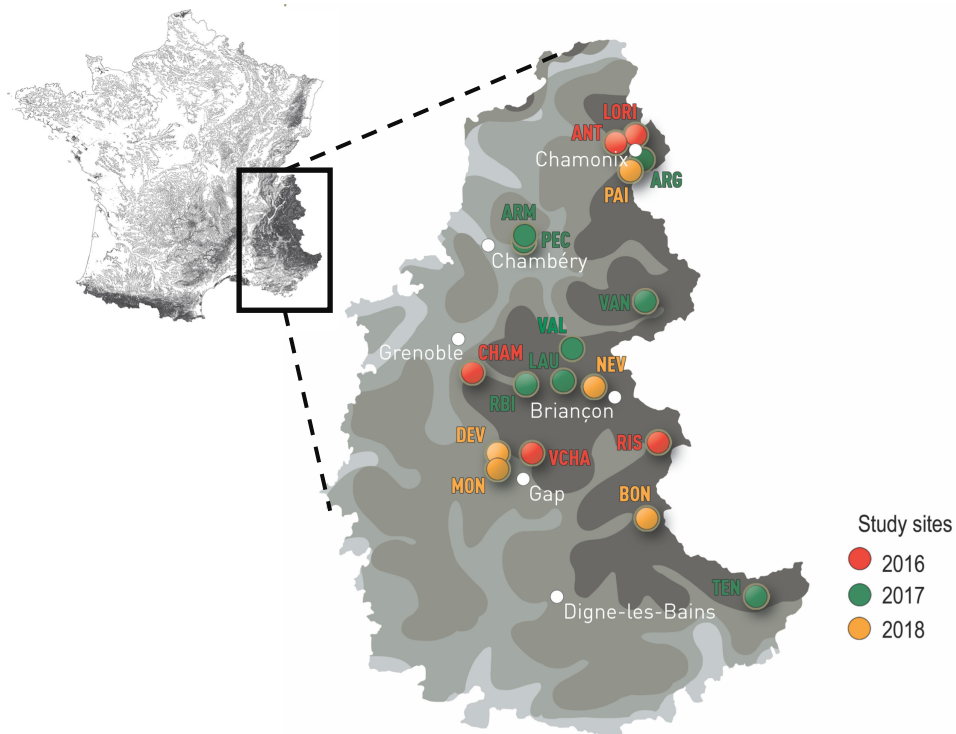 LORI
ANT
Chamonix
ARG
PAI
ARM
PEC
Chambéry
VAN
VAL
Grenoble
CHAM
LAU
NEV
RBI
Briançon
DEV
RIS
VCHA
MON
Gap
BON
Study sites
2016
TEN
2017
Digne-les-Bains
2018